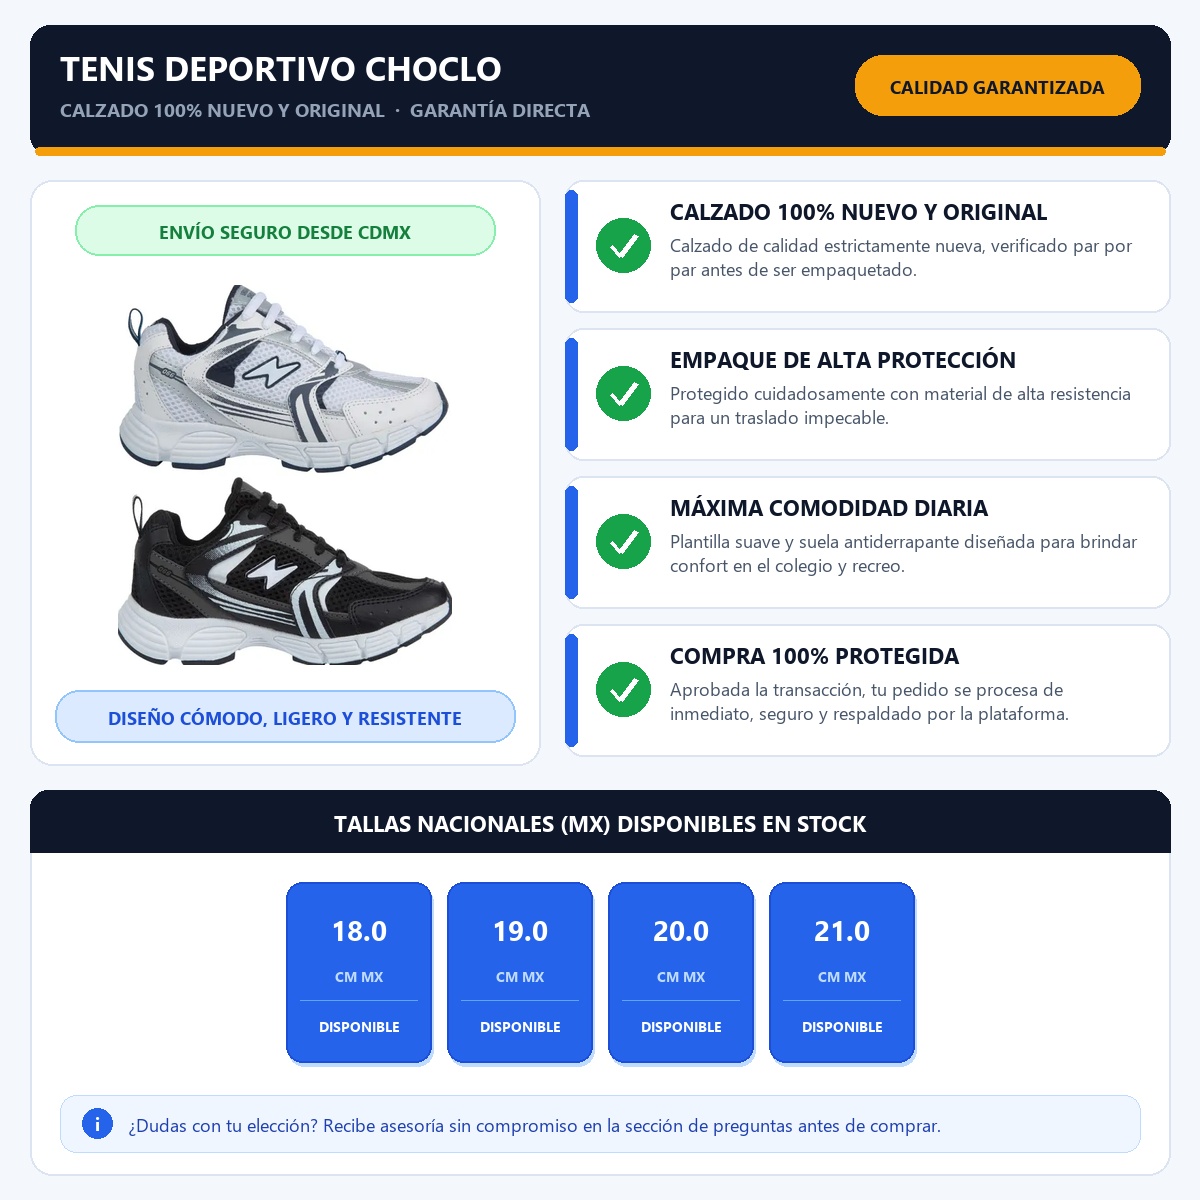 TENIS DEPORTIVO CHOCLO
CALZADO 100% NUEVO Y ORIGINAL · GARANTÍA DIRECTA
CALIDAD GARANTIZADA
ENVÍO SEGURO DESDE CDMX
DISEÑO CÓMODO, LIGERO Y RESISTENTE
CALZADO 100% NUEVO Y ORIGINAL
Calzado de calidad estrictamente nueva, verificado par por
par antes de ser empaquetado.
EMPAQUE DE ALTA PROTECCIÓN
Protegido cuidadosamente con material de alta resistencia
para un traslado impecable.
MÁXIMA COMODIDAD DIARIA
Plantilla suave y suela antiderrapante diseñada para brindar
confort en el colegio y recreo.
COMPRA 100% PROTEGIDA
Aprobada la transacción, tu pedido se procesa de
inmediato, seguro y respaldado por la plataforma.
TALLAS NACIONALES (MX) DISPONIBLES EN STOCK
18.0
CM MX
DISPONIBLE
19.0
CM MX
DISPONIBLE
20.0
CM MX
DISPONIBLE
21.0
CM MX
DISPONIBLE
¿Dudas con tu elección? Recibe asesoría sin compromiso en la sección de preguntas antes de comprar.